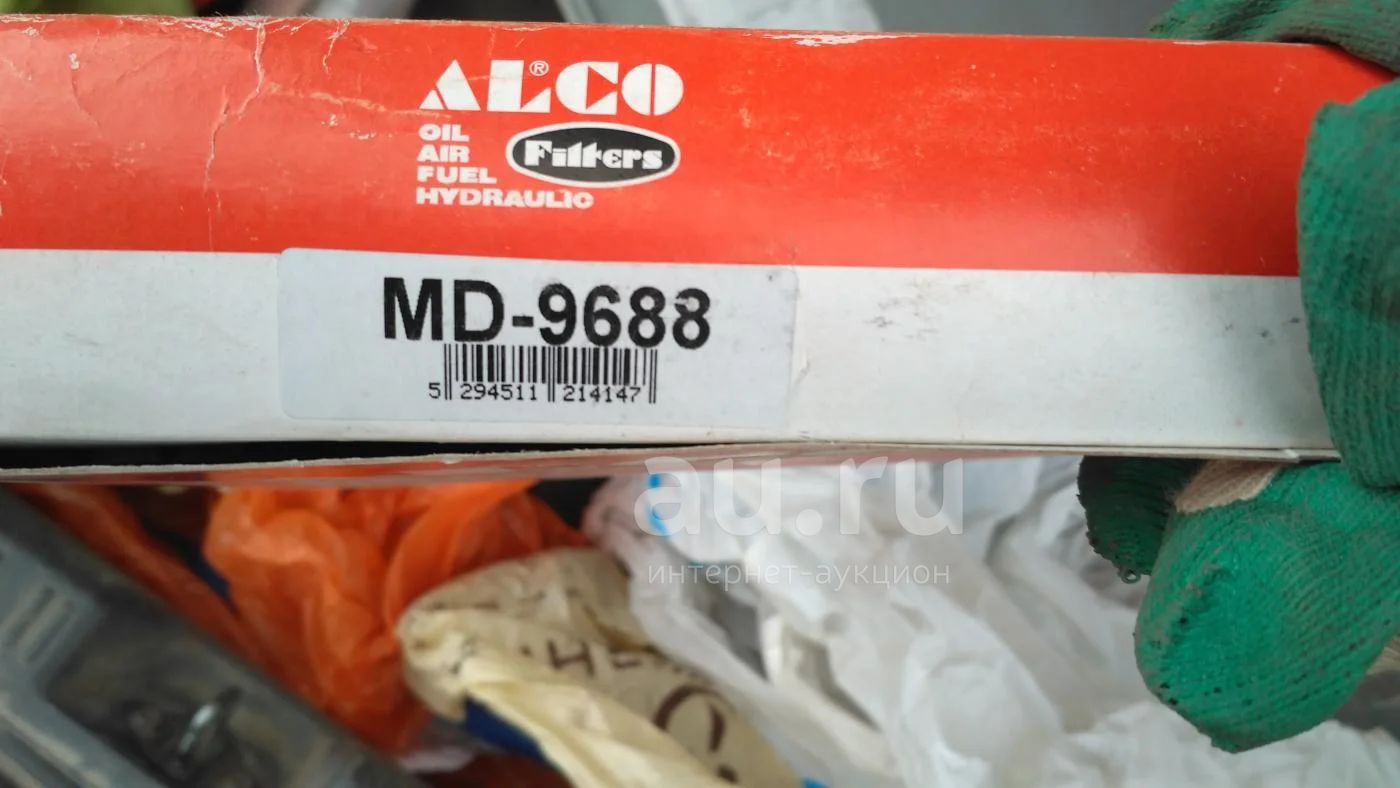 ALCO®
OIL
AIR
FUEL
HYDRAULIC
Filters
MD-9688
5 294511 214147
au.ru
интернет-аукцион